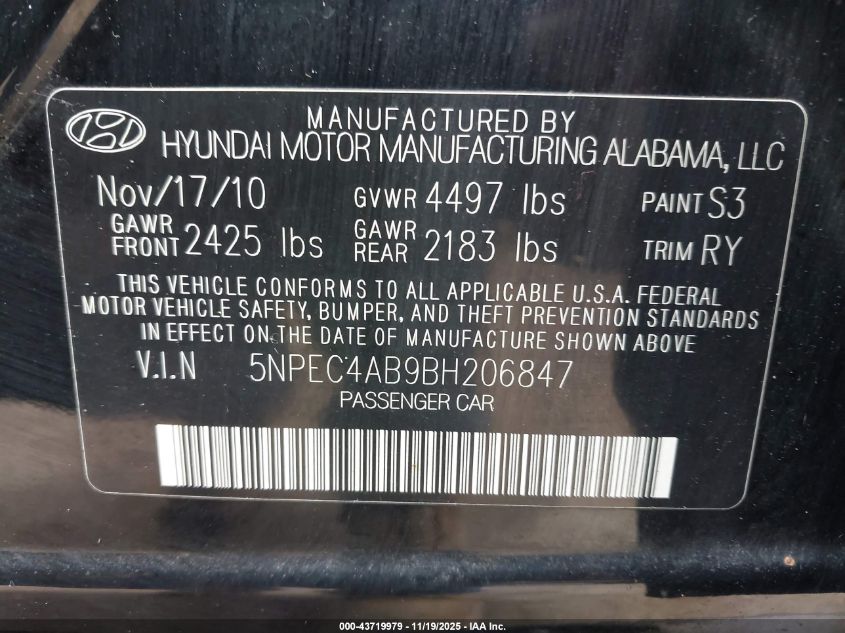 MANUFACTURED BY
HYUNDAI MOTOR MANUFACTURING ALABAMA, LLC
Nov/17/10 GVWR 4497 lbs PAINT S3
GAWR FRONT 2425 lbs GAWR REAR 2183 lbs TRIM RY
THIS VEHICLE CONFORMS TO ALL APPLICABLE U.S.A. FEDERAL
MOTOR VEHICLE SAFETY, BUMPER, AND THEFT PREVENTION STANDARDS
IN EFFECT ON THE DATE OF MANUFACTURE SHOWN ABOVE
V.I.N 5NPEC4AB9BH206847
PASSENGER CAR
000-43719979 - 11/19/2025 - IAA Inc.